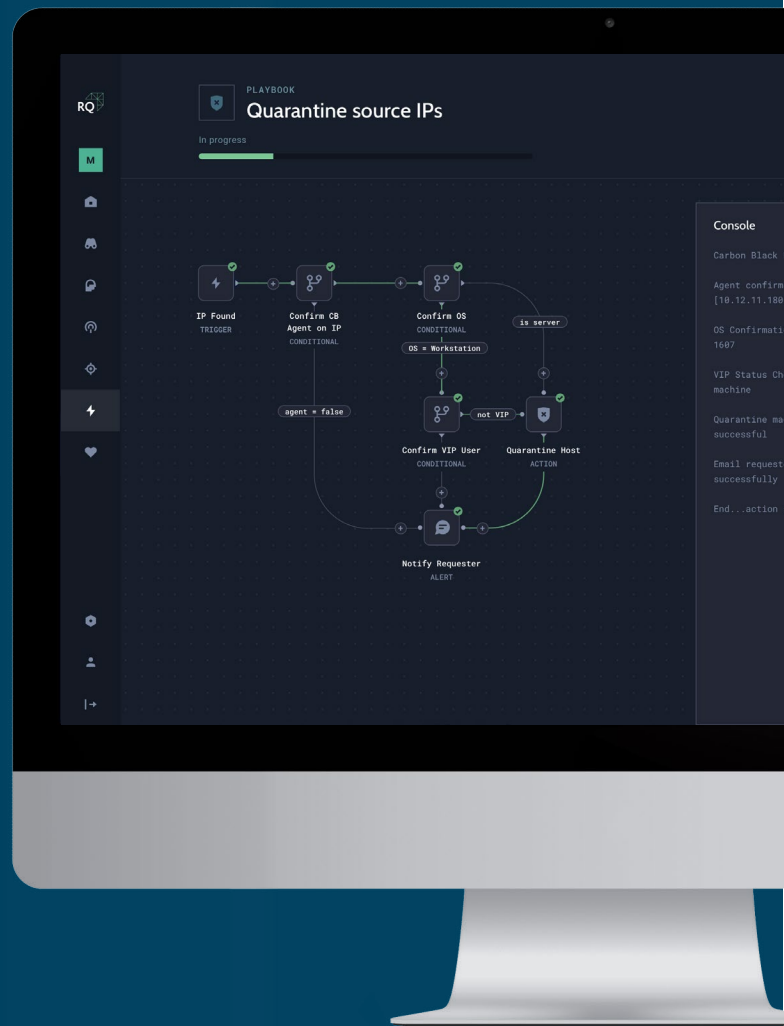 RQ
PLAYBOOK
Quarantine source IPs
In progress
M
Console
Carbon Black
Agent confirm
[10.12.11.180
OS Confirmati
1607
VIP Status Ch
machine
Quarantine ma
successful
Email request
successfully
End...action
IP Found
TRIGGER
Confirm CB
Agent on IP
CONDITIONAL
Confirm OS
CONDITIONAL
is server
OS = Workstation
agent = false
not VIP
Confirm VIP User
CONDITIONAL
Quarantine Host
ACTION
Notify Requester
ALERT